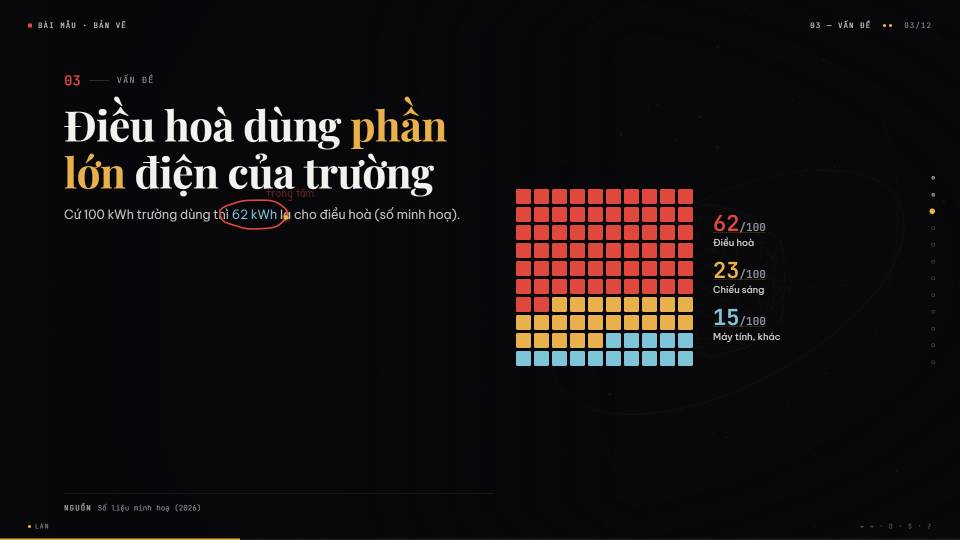 BÀI MẪU · BẢN VẼ
03 — VẤN ĐỀ
03/12
03 — VẤN ĐỀ
Điều hoà dùng phần
lớn điện của trường
trọng tâm
Cứ 100 kWh trường dùng thì 62 kWh là cho điều hoà (số minh hoạ).
62/100
Điều hoà
23/100
Chiếu sáng
15/100
Máy tính, khác
NGUỒN Số liệu minh hoạ (2026)
LAN